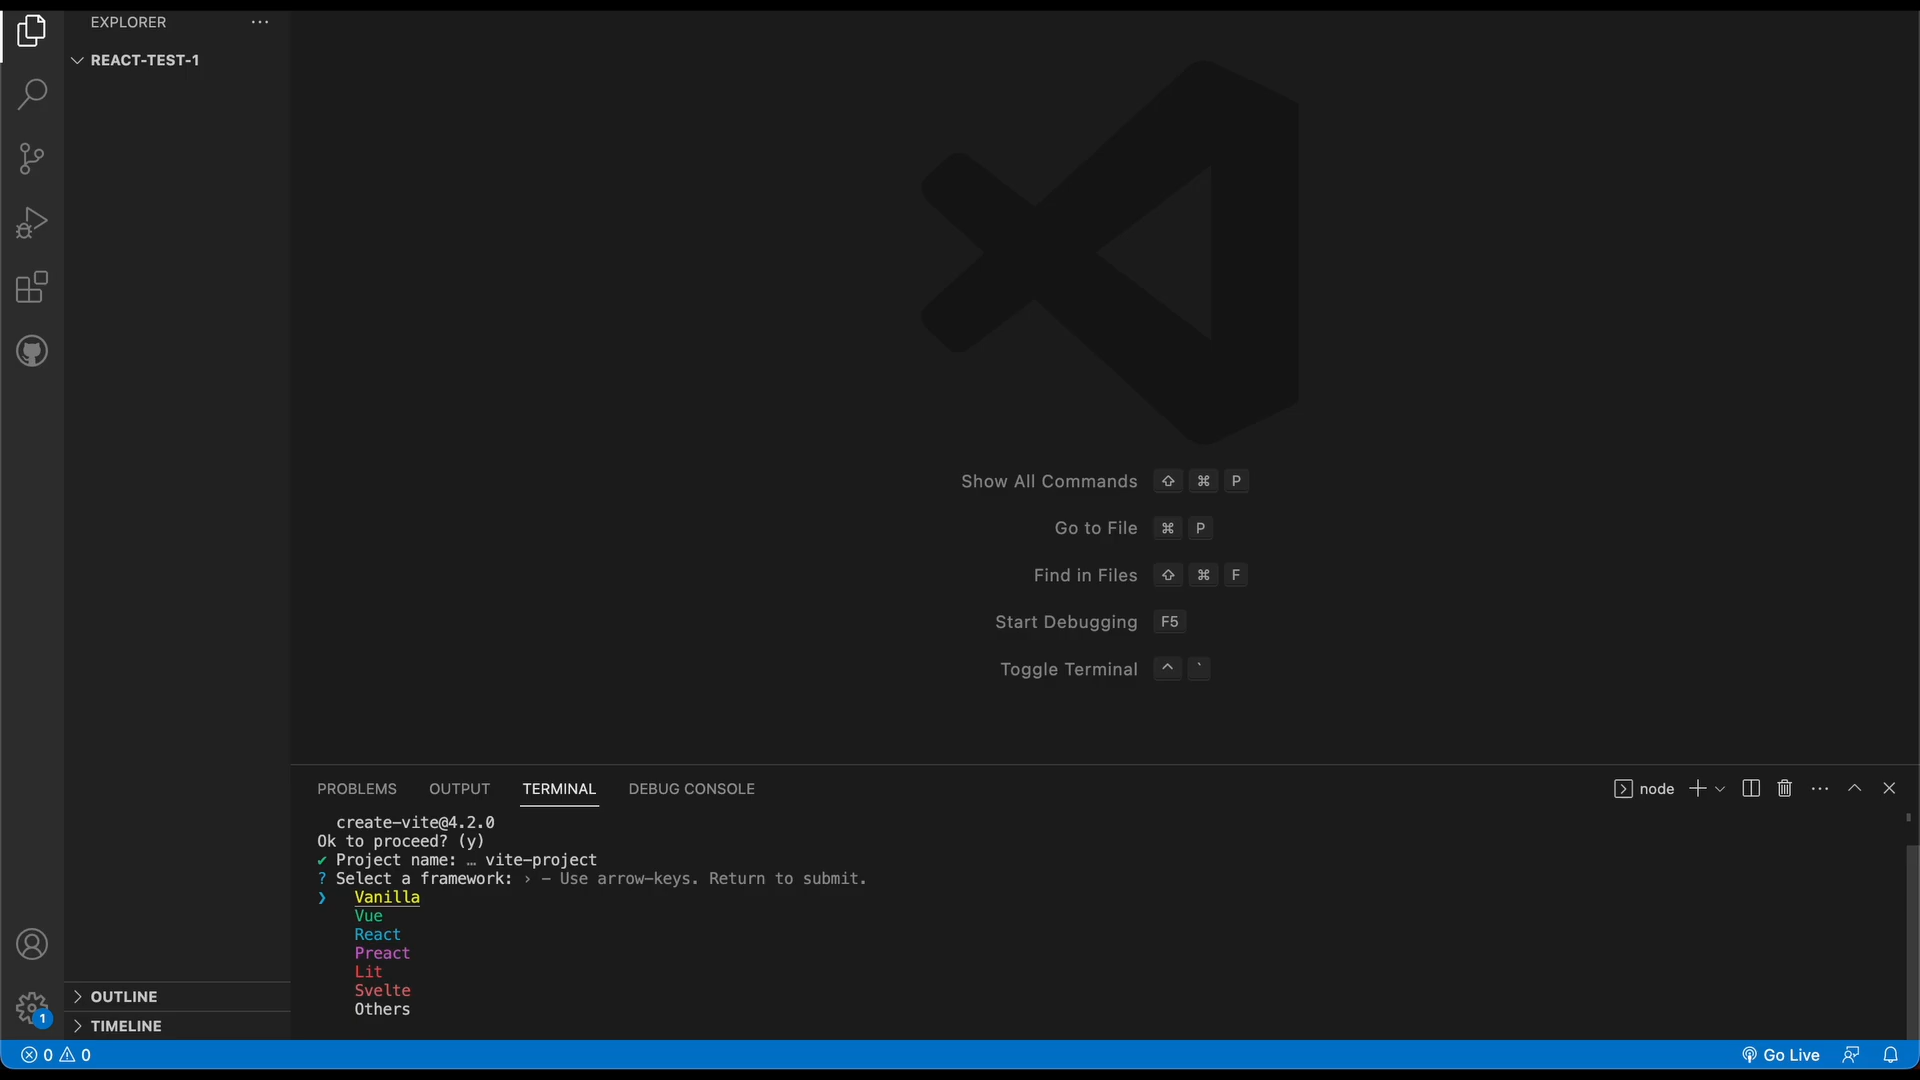 EXPLORER
REACT-TEST-1
Show All Commands ⇧ ⌘ P
Go to File ⌘ P
Find in Files ⇧ ⌘ F
Start Debugging F5
Toggle Terminal ^ `
PROBLEMS OUTPUT TERMINAL DEBUG CONSOLE node
create-vite@4.2.0
Ok to proceed? (y)
✔ Project name: … vite-project
? Select a framework: › - Use arrow-keys. Return to submit.
❯ Vanilla
Vue
React
Preact
Lit
Svelte
Others
OUTLINE
TIMELINE
1
0 0 Go Live